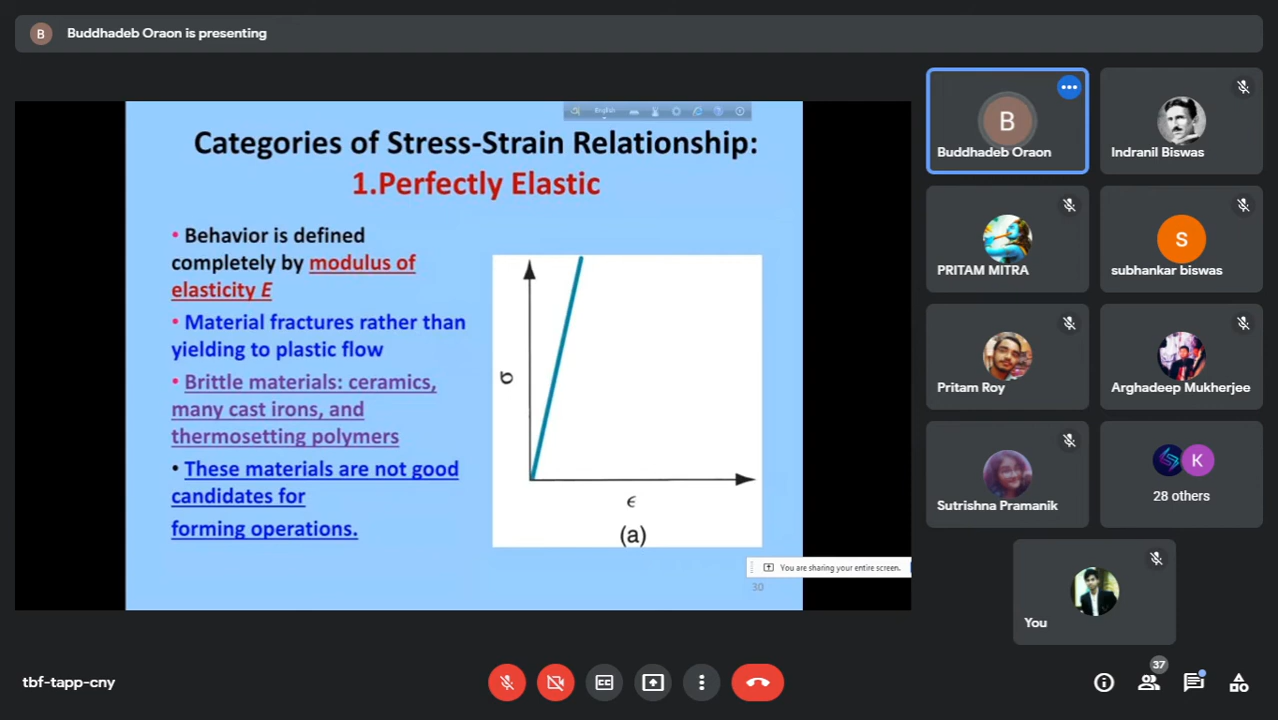 B
Buddhadeb Oraon is presenting
English
Categories of Stress-Strain Relationship:
1.Perfectly Elastic
• Behavior is defined
completely by modulus of
elasticity E
• Material fractures rather than
yielding to plastic flow
• Brittle materials: ceramics,
many cast irons, and
thermosetting polymers
• These materials are not good
candidates for
forming operations.
σ
ϵ
(a)
You are sharing your entire screen.
30
B
Buddhadeb Oraon
Indranil Biswas
PRITAM MITRA
S
subhankar biswas
Pritam Roy
Arghadeep Mukherjee
Sutrishna Pramanik
K
28 others
You
tbf-tapp-cny
CC
37